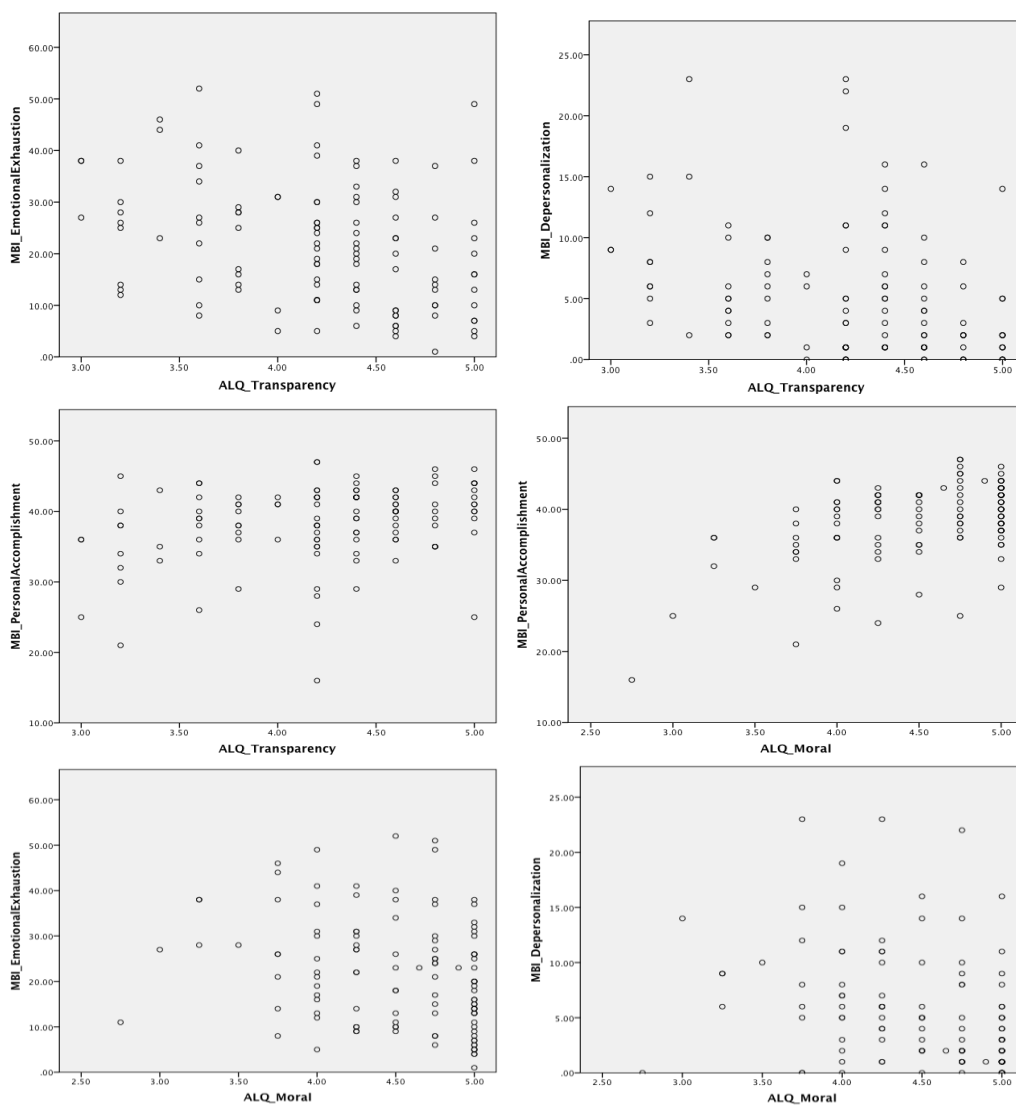 MBI_EmotionalExhaustion
60.00
50.00
40.00
30.00
20.00
10.00
.00
3.00 3.50 4.00 4.50 5.00
ALQ_Transparency
MBI_Depersonalization
25.00
20.00
15.00
10.00
5.00
.00
3.00 3.50 4.00 4.50 5.00
ALQ_Transparency
MBI_PersonalAccomplishment
50.00
40.00
30.00
20.00
10.00
3.00 3.50 4.00 4.50 5.00
ALQ_Transparency
MBI_PersonalAccomplishment
50.00
40.00
30.00
20.00
10.00
2.50 3.00 3.50 4.00 4.50 5.00
ALQ_Moral
MBI_EmotionalExhaustion
60.00
50.00
40.00
30.00
20.00
10.00
.00
2.50 3.00 3.50 4.00 4.50 5.00
ALQ_Moral
MBI_Depersonalization
25.00
20.00
15.00
10.00
5.00
.00
2.50 3.00 3.50 4.00 4.50 5.00
ALQ_Moral